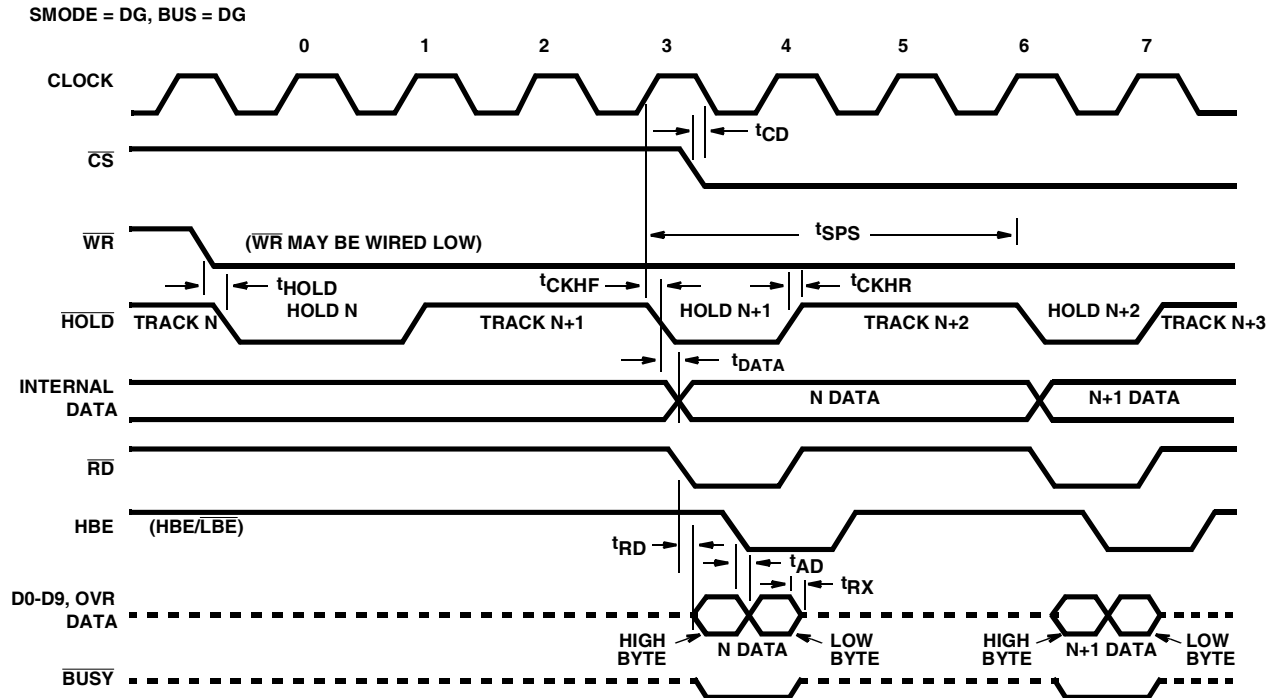 SMODE = DG, BUS = DG
0 1 2 3 4 5 6 7
CLOCK
tCD
CS
tSPS
WR
(WR MAY BE WIRED LOW)
tHOLD
tCKHF
tCKHR
HOLD
TRACK N
HOLD N
TRACK N+1
HOLD N+1
TRACK N+2
HOLD N+2
TRACK N+3
tDATA
INTERNAL
DATA
N DATA
N+1 DATA
RD
HBE
(HBE/LBE)
tRD
tAD
tRX
D0-D9, OVR
DATA
HIGH
BYTE
N DATA
LOW
BYTE
HIGH
BYTE
N+1 DATA
LOW
BYTE
BUSY